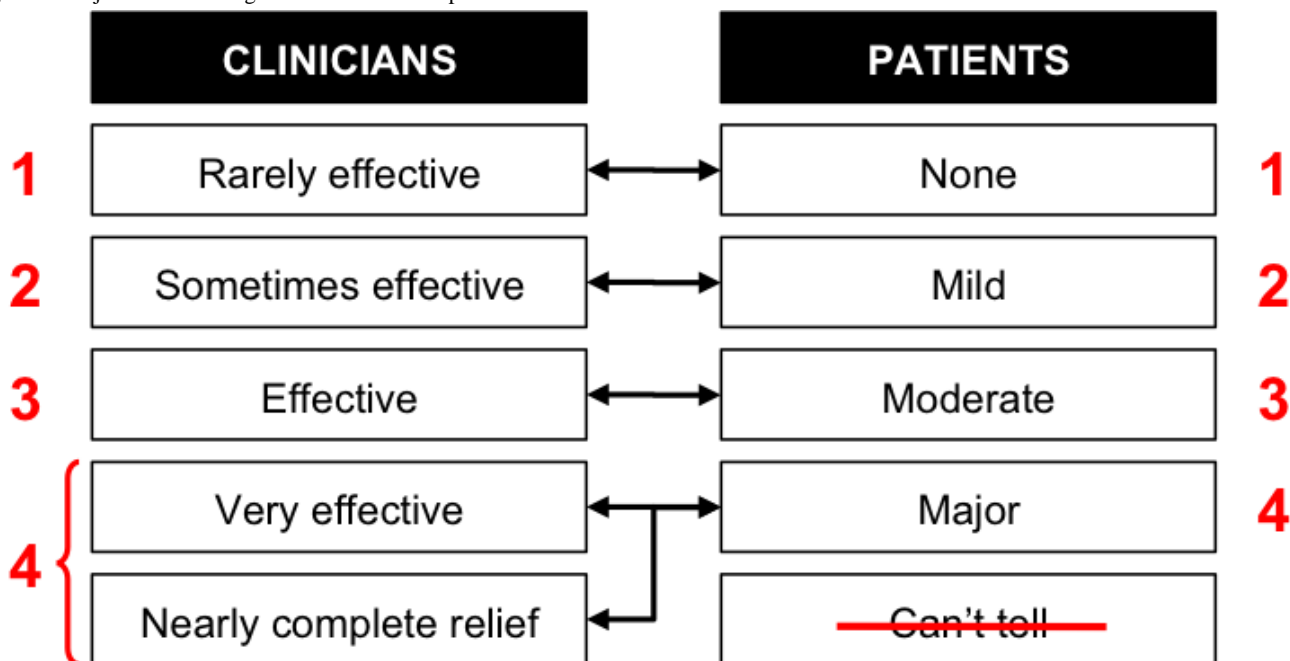 CLINICIANS PATIENTS
1 Rarely effective None 1
2 Sometimes effective Mild 2
3 Effective Moderate 3
Very effective Major 4
4
Nearly complete relief Can't tell